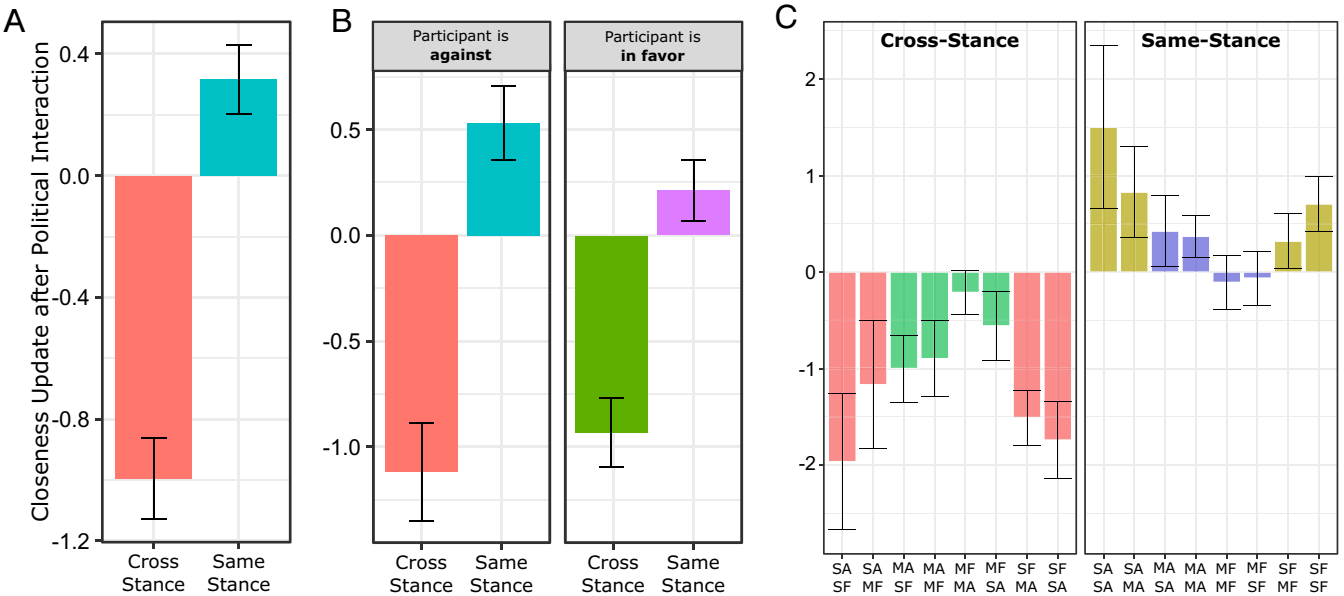 A
Closeness Update after Political Interaction
0.4
0.0
-0.4
-0.8
-1.2
Cross
Stance
Same
Stance
B
Participant is
against
Participant is
in favor
0.5
0.0
-0.5
-1.0
Cross
Stance
Same
Stance
Cross
Stance
Same
Stance
C
Cross-Stance
Same-Stance
2
1
0
-1
-2
SA SA MA MA MF MF SF SF
SF MF SF MF MA SA MA SA
SA SA MA MA MF MF SF SF
SA MA SA MA MF SF MF SF